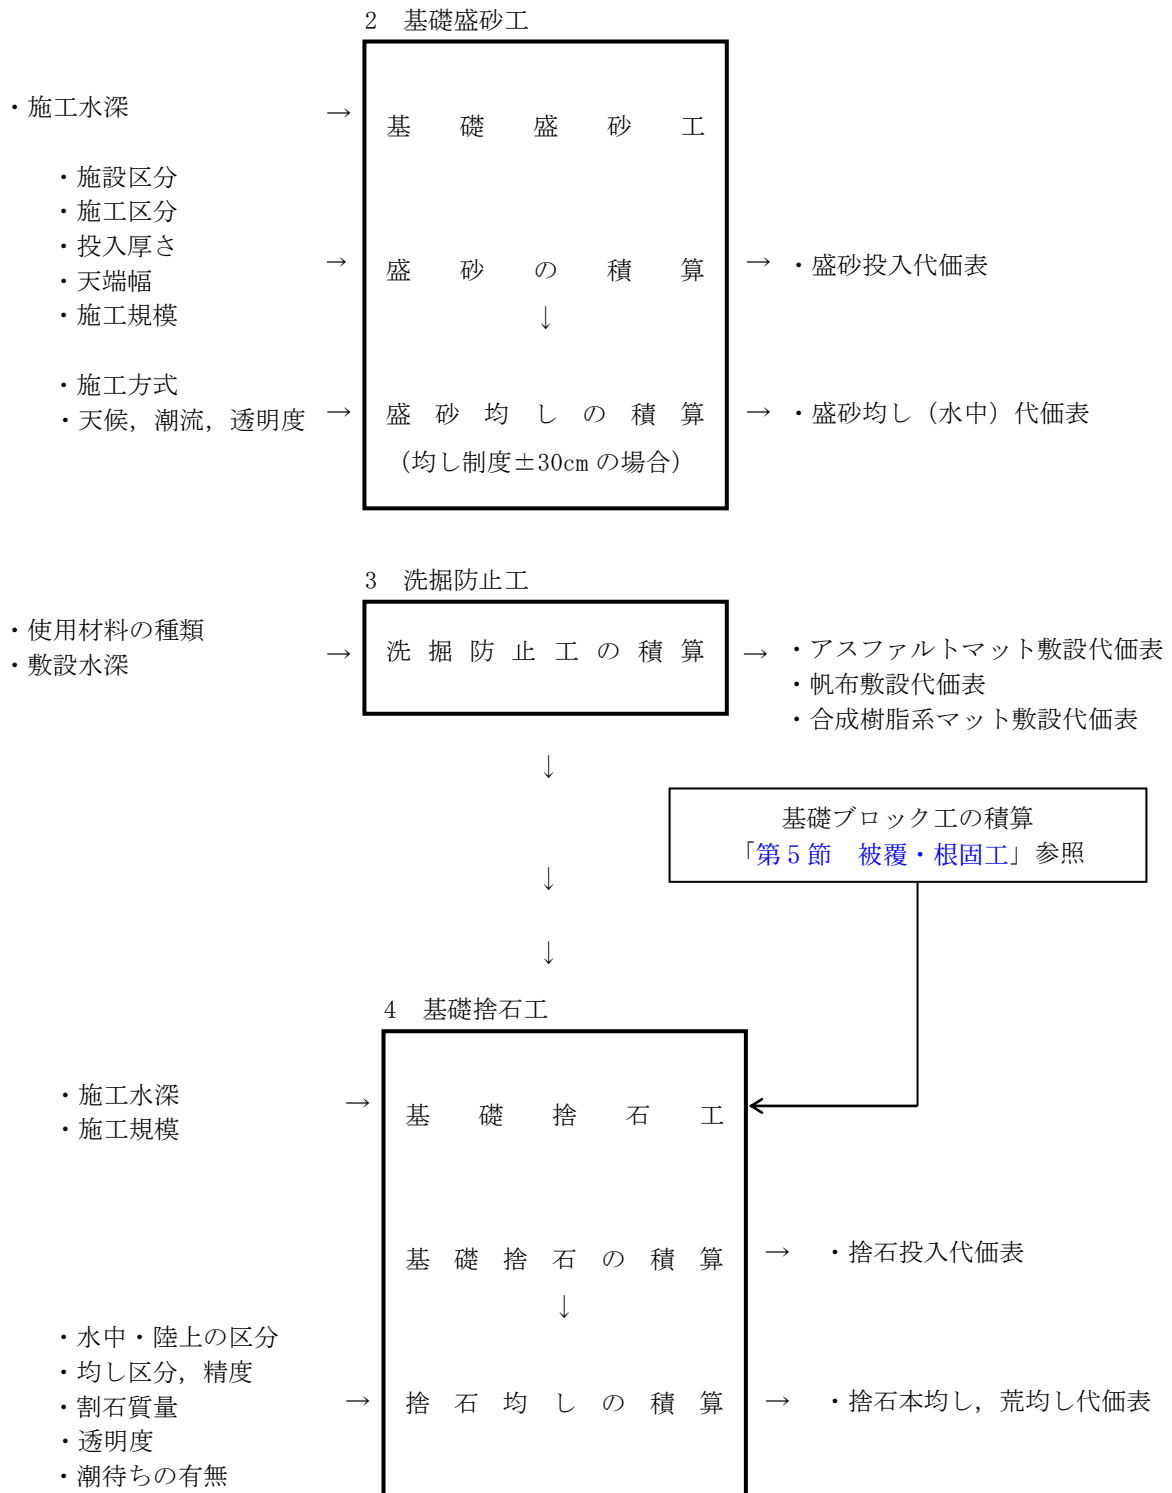 2　基礎盛砂工
・施工水深
→
基礎盛砂工
・施設区分
・施工区分
・投入厚さ
・天端幅
・施工規模
→
盛砂の積算
→
・盛砂投入代価表
↓
・施工方式
・天候，潮流，透明度
→
盛砂均しの積算
→
・盛砂均し（水中）代価表
（均し制度±30cm の場合）
3　洗掘防止工
・使用材料の種類
・敷設水深
→
洗掘防止工の積算
→
・アスファルトマット敷設代価表
・帆布敷設代価表
・合成樹脂系マット敷設代価表
↓
基礎ブロック工の積算
「第５節　被覆・根固工」参照
↓
↓
4　基礎捨石工
・施工水深
・施工規模
→
基礎捨石工
基礎捨石の積算
→
・捨石投入代価表
↓
・水中・陸上の区分
・均し区分，精度
・割石質量
・透明度
・潮待ちの有無
→
捨石均しの積算
→
・捨石本均し，荒均し代価表